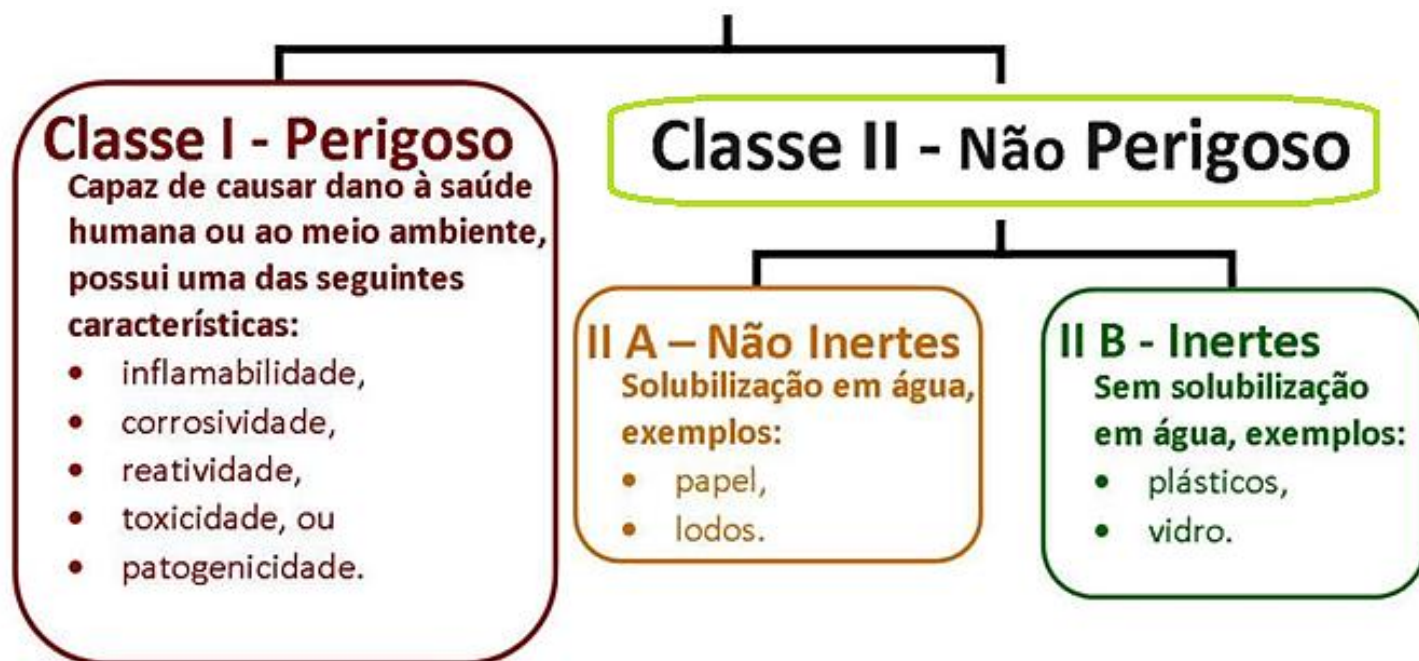 Classe I - Perigoso
Capaz de causar dano à saúde
humana ou ao meio ambiente,
possui uma das seguintes
características:
• inflamabilidade,
• corrosividade,
• reatividade,
• toxicidade, ou
• patogenicidade.
Classe II - Não Perigoso
II A – Não Inertes
Solubilização em água,
exemplos:
• papel,
• lodos.
II B - Inertes
Sem solubilização
em água, exemplos:
• plásticos,
• vidro.